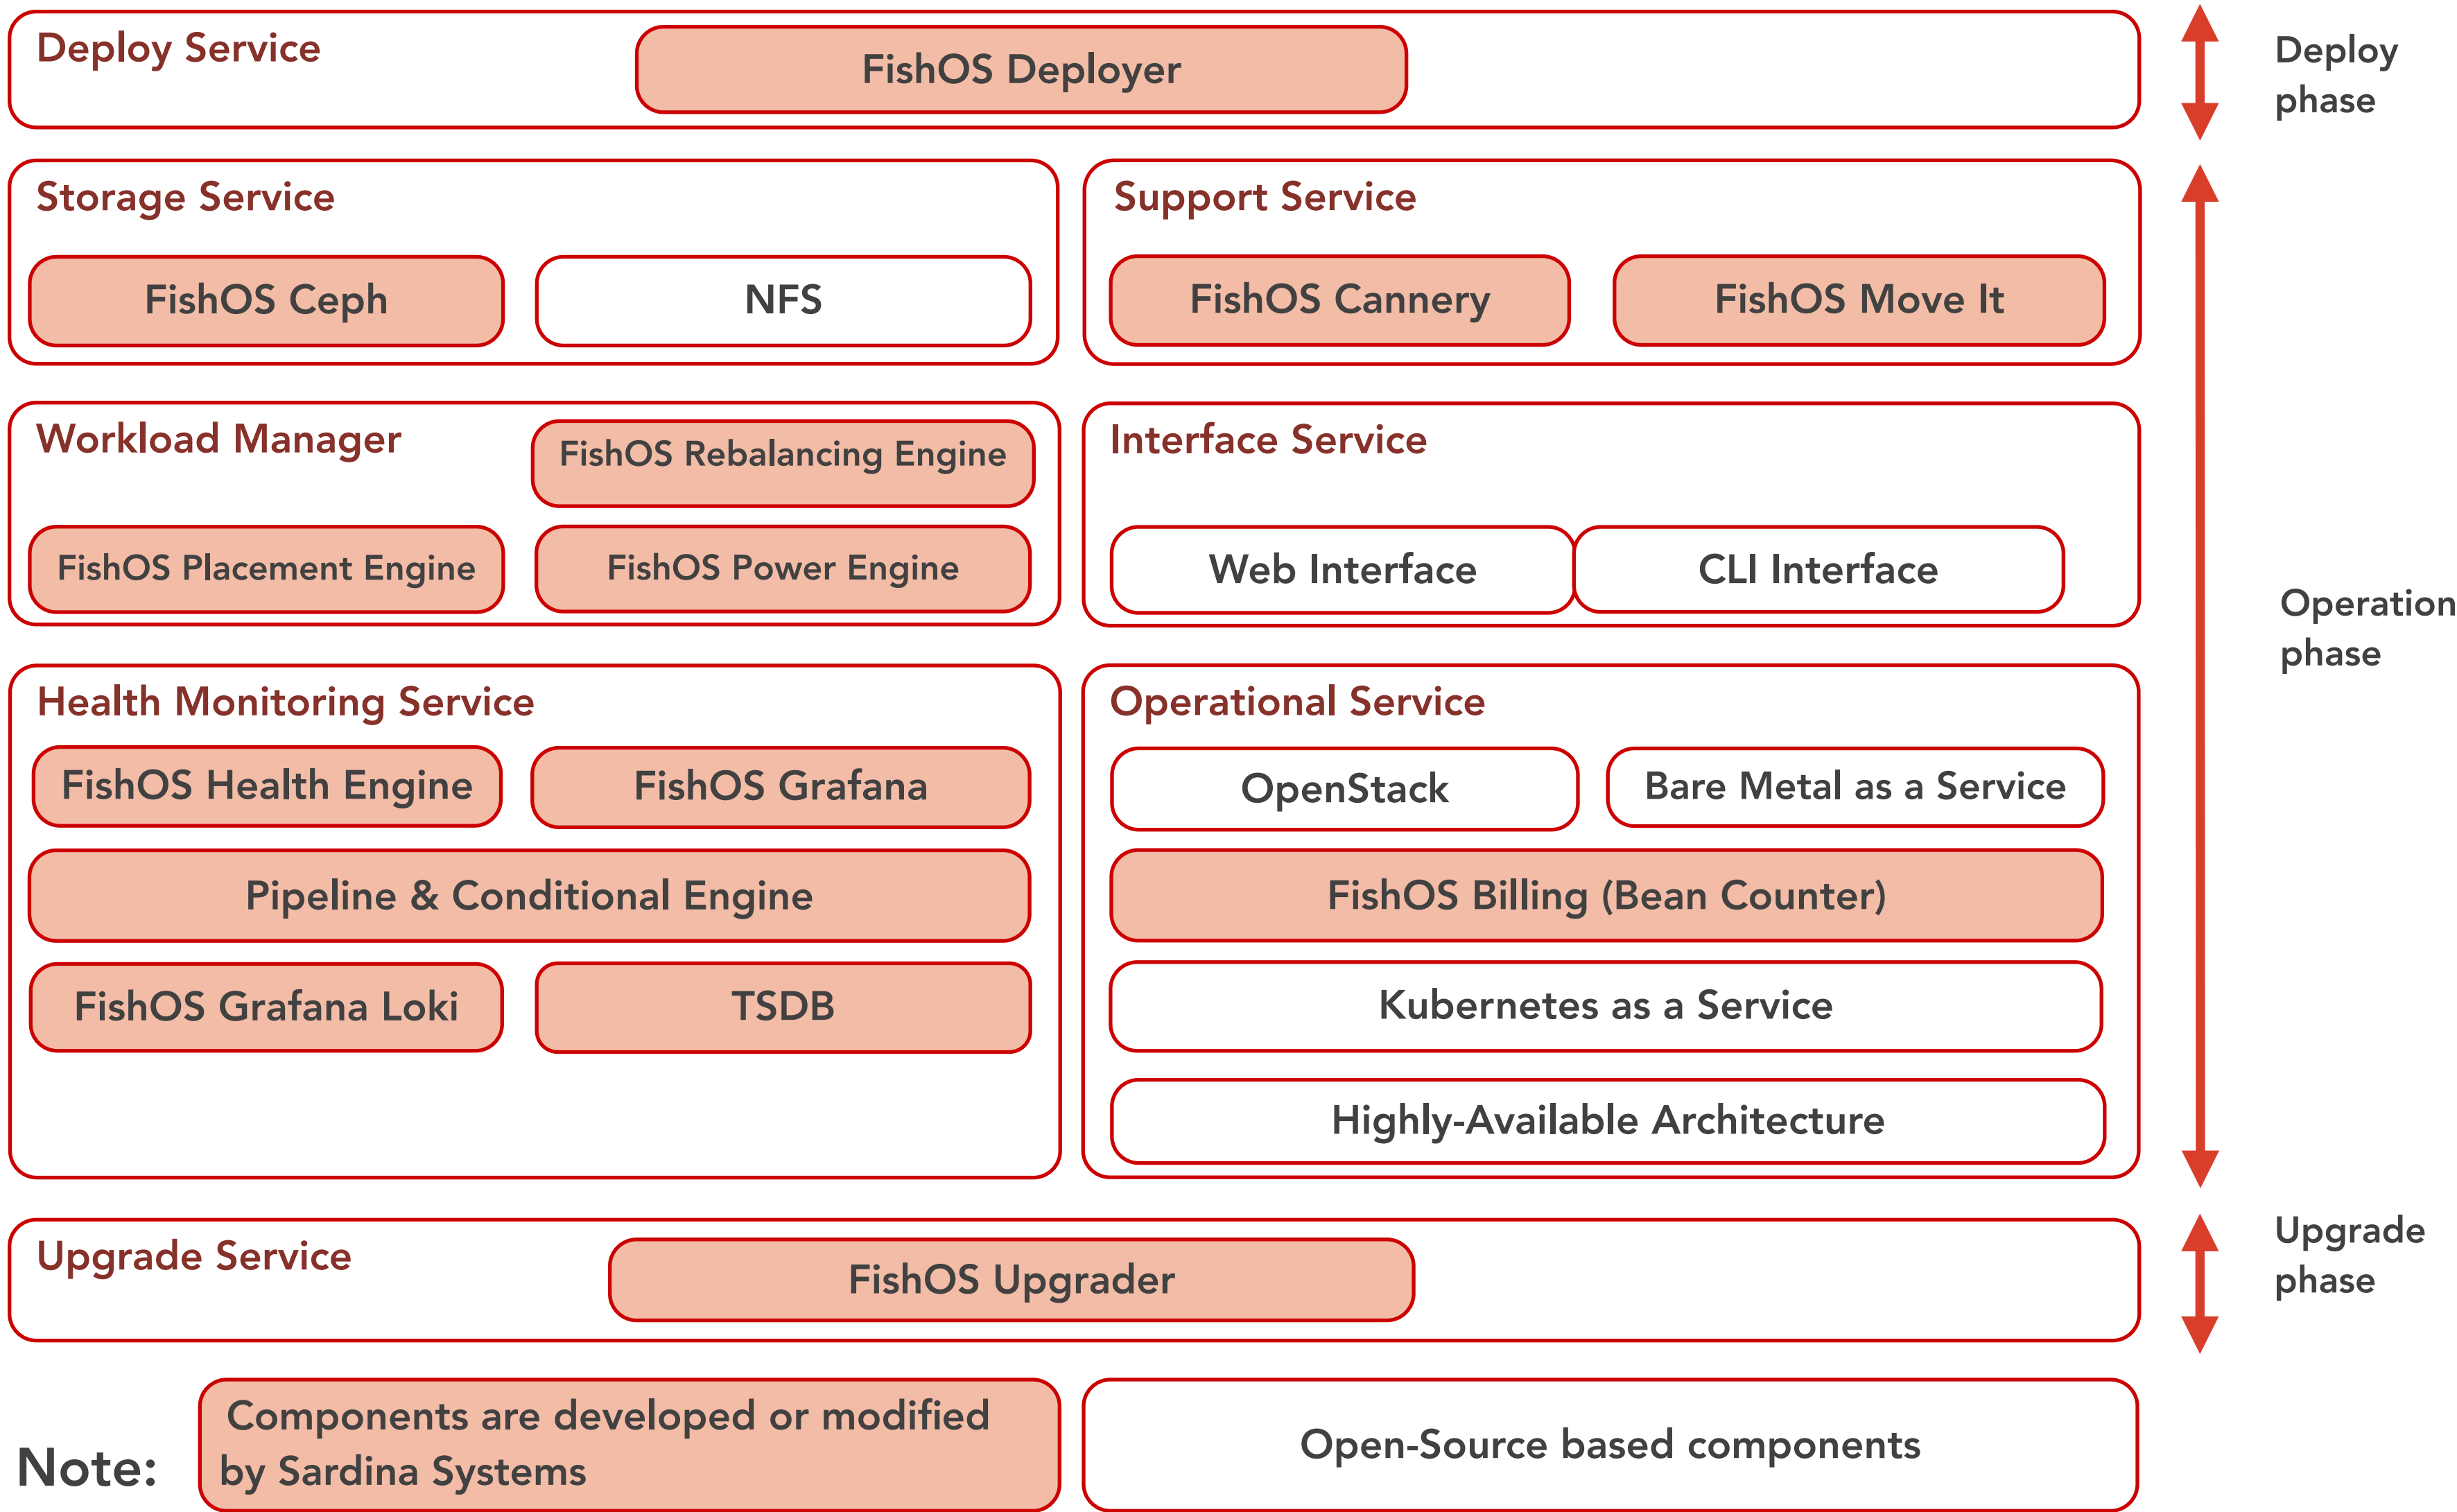 Deploy Service
FishOS Deployer
Deploy
phase
Storage Service
FishOS Ceph
NFS
Support Service
FishOS Cannery
FishOS Move It
Workload Manager
FishOS Rebalancing Engine
FishOS Placement Engine
FishOS Power Engine
Interface Service
Web Interface
CLI Interface
Operation
phase
Health Monitoring Service
FishOS Health Engine
FishOS Grafana
Pipeline & Conditional Engine
FishOS Grafana Loki
TSDB
Operational Service
OpenStack
Bare Metal as a Service
FishOS Billing (Bean Counter)
Kubernetes as a Service
Highly-Available Architecture
Upgrade Service
FishOS Upgrader
Upgrade
phase
Note:
Components are developed or modified
by Sardina Systems
Open-Source based components